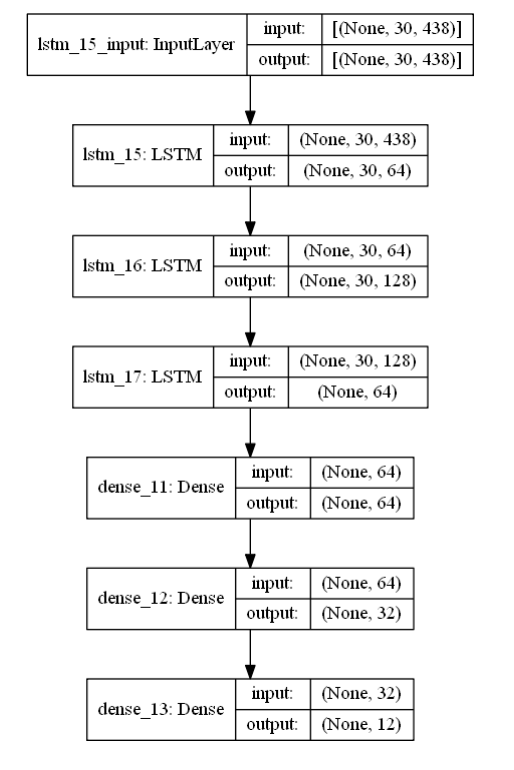 lstm_15_input: InputLayer
input: [(None, 30, 438)]
output: [(None, 30, 438)]
lstm_15: LSTM
input: (None, 30, 438)
output: (None, 30, 64)
lstm_16: LSTM
input: (None, 30, 64)
output: (None, 30, 128)
lstm_17: LSTM
input: (None, 30, 128)
output: (None, 64)
dense_11: Dense
input: (None, 64)
output: (None, 64)
dense_12: Dense
input: (None, 64)
output: (None, 32)
dense_13: Dense
input: (None, 32)
output: (None, 12)